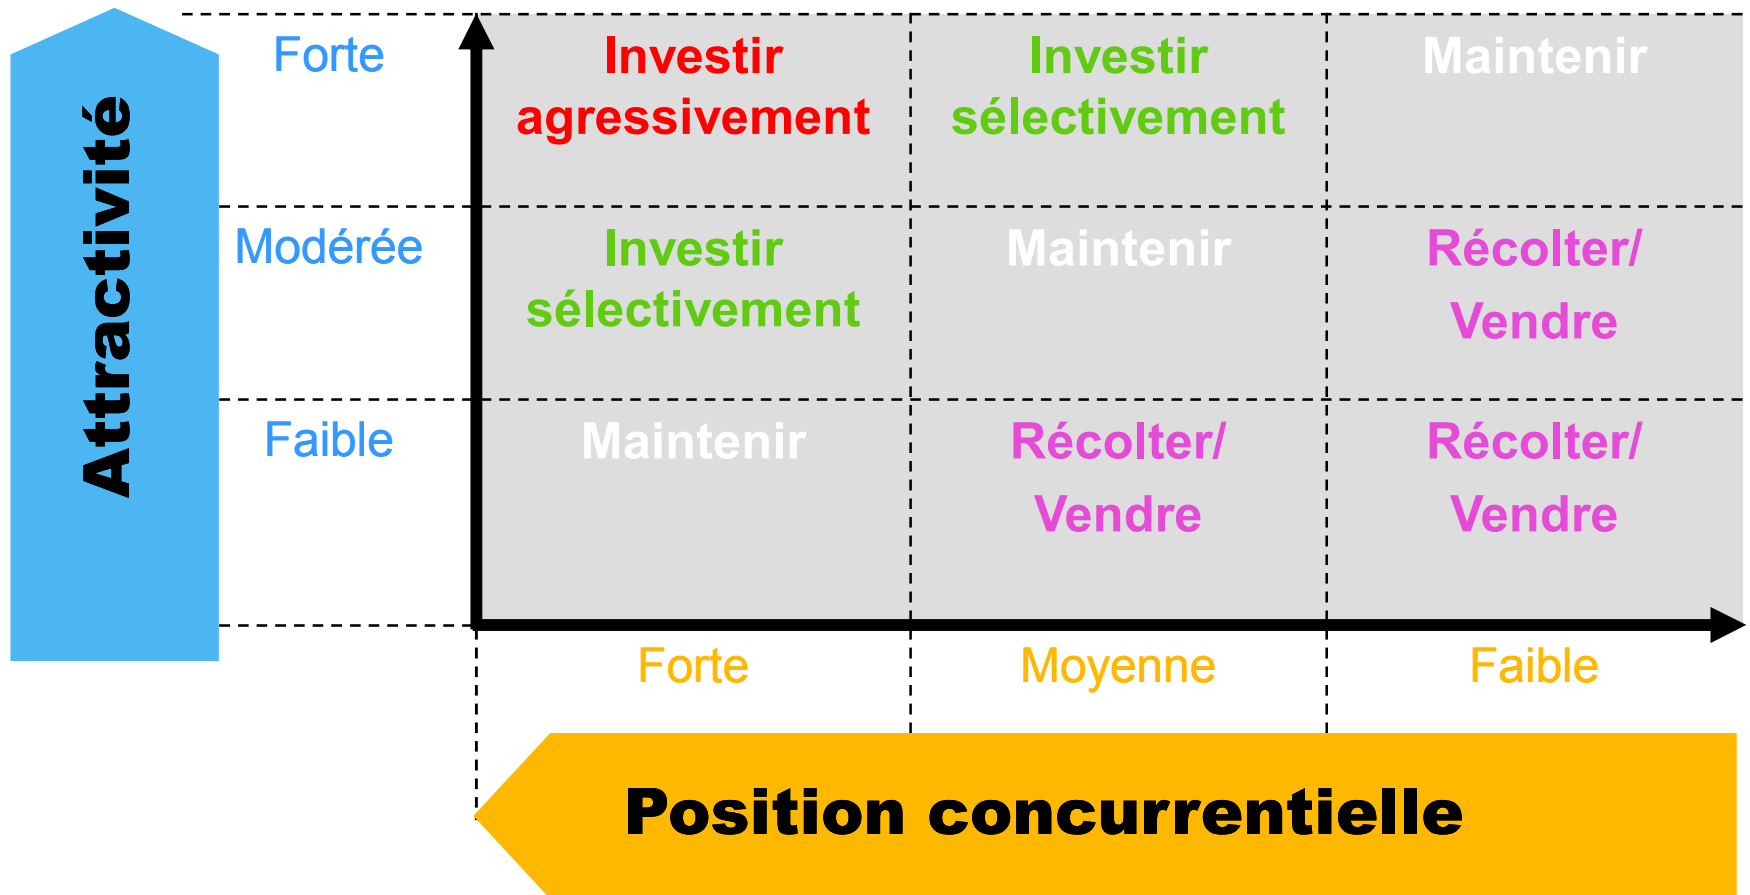 Attractivité
Forte
Investir
agressivement
Investir
sélectivement
Maintenir
Modérée
Investir
sélectivement
Maintenir
Récolter/
Vendre
Faible
Maintenir
Récolter/
Vendre
Récolter/
Vendre
Forte
Moyenne
Faible
Position concurrentielle